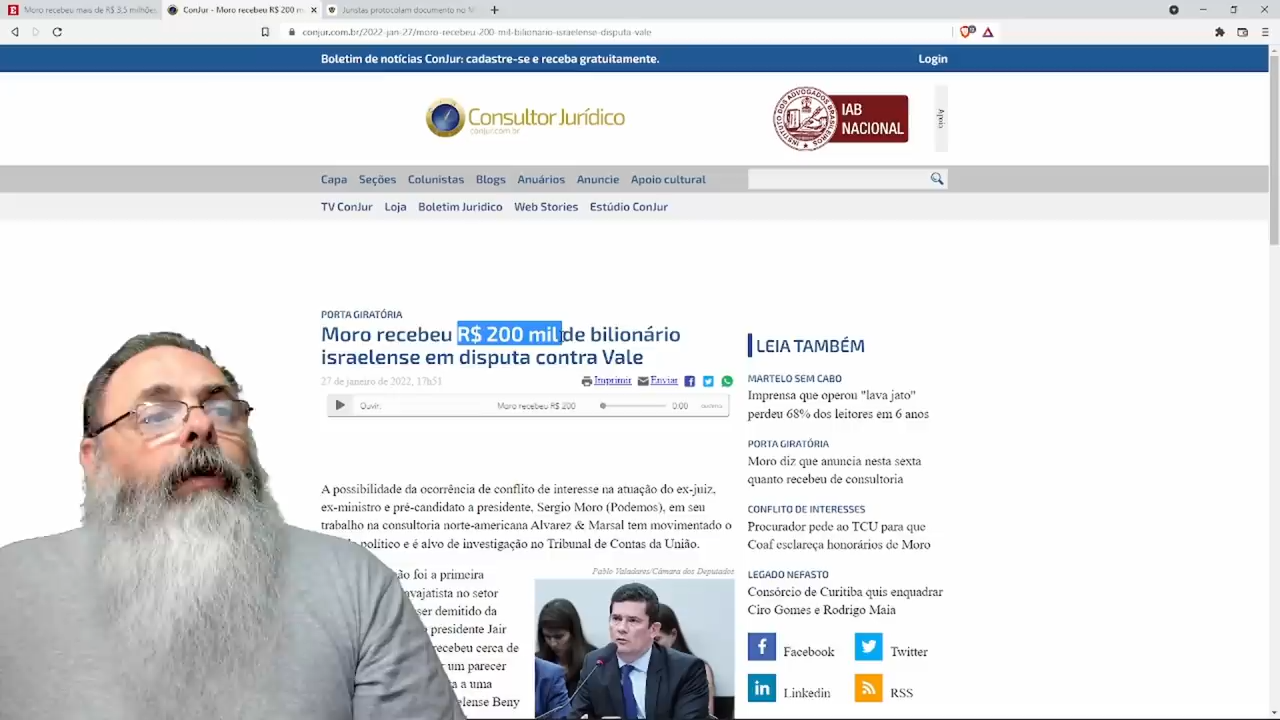 Moro recebeu mais de R$ 3,5 milhões
ConJur - Moro recebeu R$ 200 m
Juristas protocolam documento no M
conjur.com.br/2022-jan-27/moro-recebeu-200-mil-bilionario-israelense-disputa-vale
Boletim de notícias ConJur: cadastre-se e receba gratuitamente.
Login
Consultor Jurídico
conjur.com.br
IAB
NACIONAL
Apoio
Capa Seções Colunistas Blogs Anuários Anuncie Apoio cultural
TV ConJur Loja Boletim Juridico Web Stories Estúdio ConJur
PORTA GIRATÓRIA
Moro recebeu R$ 200 mil de bilionário
israelense em disputa contra Vale
27 de janeiro de 2022, 17h51
Imprimir Enviar
Ouvir: Moro recebeu R$ 200 0:00
A possibilidade da ocorrência de conflito de interesse na atuação do ex-juiz,
ex-ministro e pré-candidato a presidente, Sergio Moro (Podemos), em seu
trabalho na consultoria norte-americana Alvarez & Marsal tem movimentado o
político e é alvo de investigação no Tribunal de Contas da União.
Pablo Valadares/Câmara dos Deputados
ão foi a primeira
vajatista no setor
ser demitido da
presidente Jair
recebeu cerca de
um parecer
a a uma
elense Beny
LEIA TAMBÉM
MARTELO SEM CABO
Imprensa que operou "lava jato"
perdeu 68% dos leitores em 6 anos
PORTA GIRATÓRIA
Moro diz que anuncia nesta sexta
quanto recebeu de consultoria
CONFLITO DE INTERESSES
Procurador pede ao TCU para que
Coaf esclareça honorários de Moro
LEGADO NEFASTO
Consórcio de Curitiba quis enquadrar
Ciro Gomes e Rodrigo Maia
Facebook Twitter
Linkedin RSS